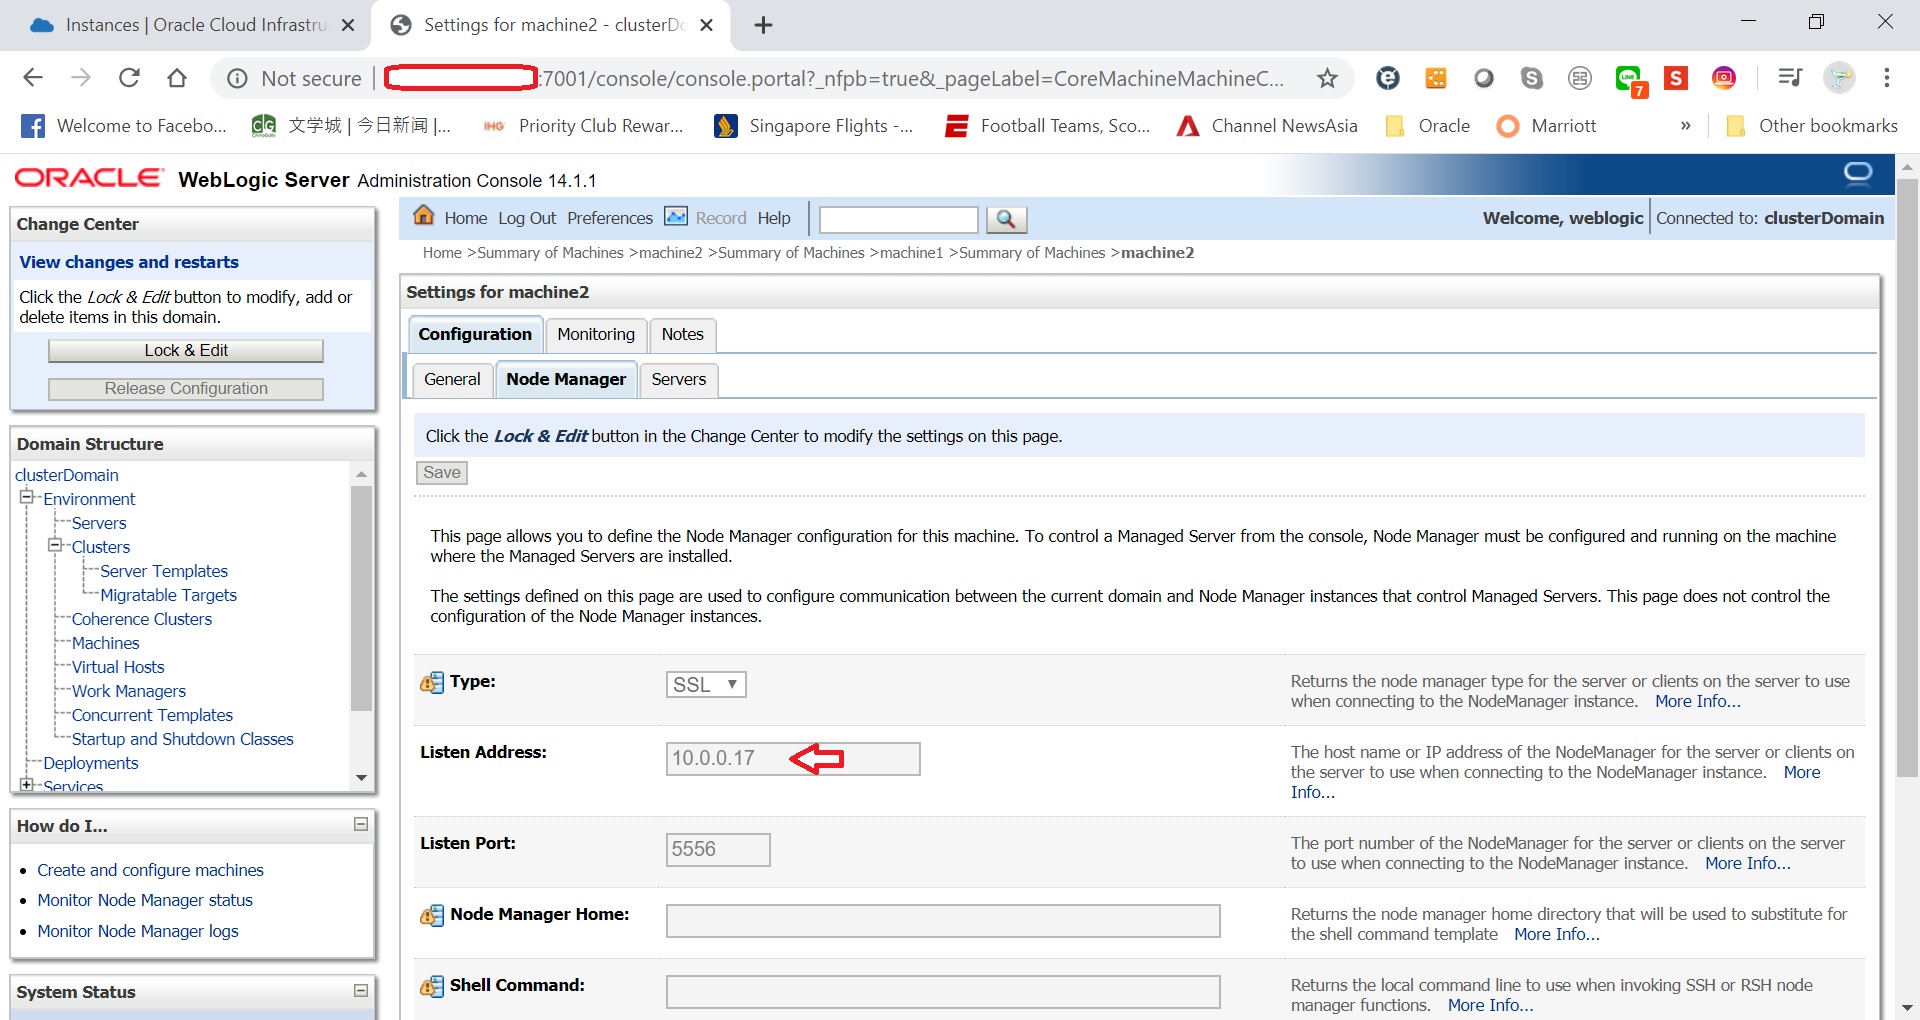 Instances | Oracle Cloud Infrastru
Settings for machine2 - clusterDo
Not secure
:7001/console/console.portal?_nfpb=true&_pageLabel=CoreMachineMachineC...
7
Welcome to Facebo...
文学城 | 今日新闻 |...
IHG
Priority Club Rewar...
Singapore Flights -...
Football Teams, Sco...
Channel NewsAsia
Oracle
Marriott
»
Other bookmarks
ORACLE WebLogic Server Administration Console 14.1.1
Change Center
View changes and restarts
Click the Lock & Edit button to modify, add or
delete items in this domain.
Lock & Edit
Release Configuration
Domain Structure
clusterDomain
Environment
Servers
Clusters
Server Templates
Migratable Targets
Coherence Clusters
Machines
Virtual Hosts
Work Managers
Concurrent Templates
Startup and Shutdown Classes
Deployments
Services
How do I...
Create and configure machines
Monitor Node Manager status
Monitor Node Manager logs
System Status
Home Log Out Preferences Record Help
Welcome, weblogic Connected to: clusterDomain
Home >Summary of Machines >machine2 >Summary of Machines >machine1 >Summary of Machines >machine2
Settings for machine2
Configuration Monitoring Notes
General Node Manager Servers
Click the Lock & Edit button in the Change Center to modify the settings on this page.
Save
This page allows you to define the Node Manager configuration for this machine. To control a Managed Server from the console, Node Manager must be configured and running on the machine
where the Managed Servers are installed.
The settings defined on this page are used to configure communication between the current domain and Node Manager instances that control Managed Servers. This page does not control the
configuration of the Node Manager instances.
Type:
SSL
Returns the node manager type for the server or clients on the server to use
when connecting to the NodeManager instance. More Info...
Listen Address:
10.0.0.17
The host name or IP address of the NodeManager for the server or clients on
the server to use when connecting to the NodeManager instance. More
Info...
Listen Port:
5556
The port number of the NodeManager for the server or clients on the server
to use when connecting to the NodeManager instance. More Info...
Node Manager Home:
Returns the node manager home directory that will be used to substitute for
the shell command template More Info...
Shell Command:
Returns the local command line to use when invoking SSH or RSH node
manager functions. More Info...